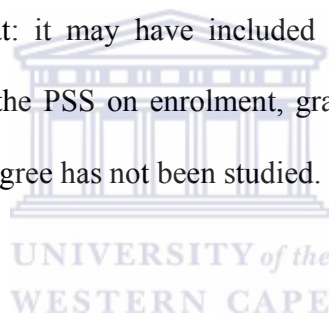 t: it may have included
the PSS on enrolment, gra
gree has not been studied.
UNIVERSITY of the
WESTERN CAPE